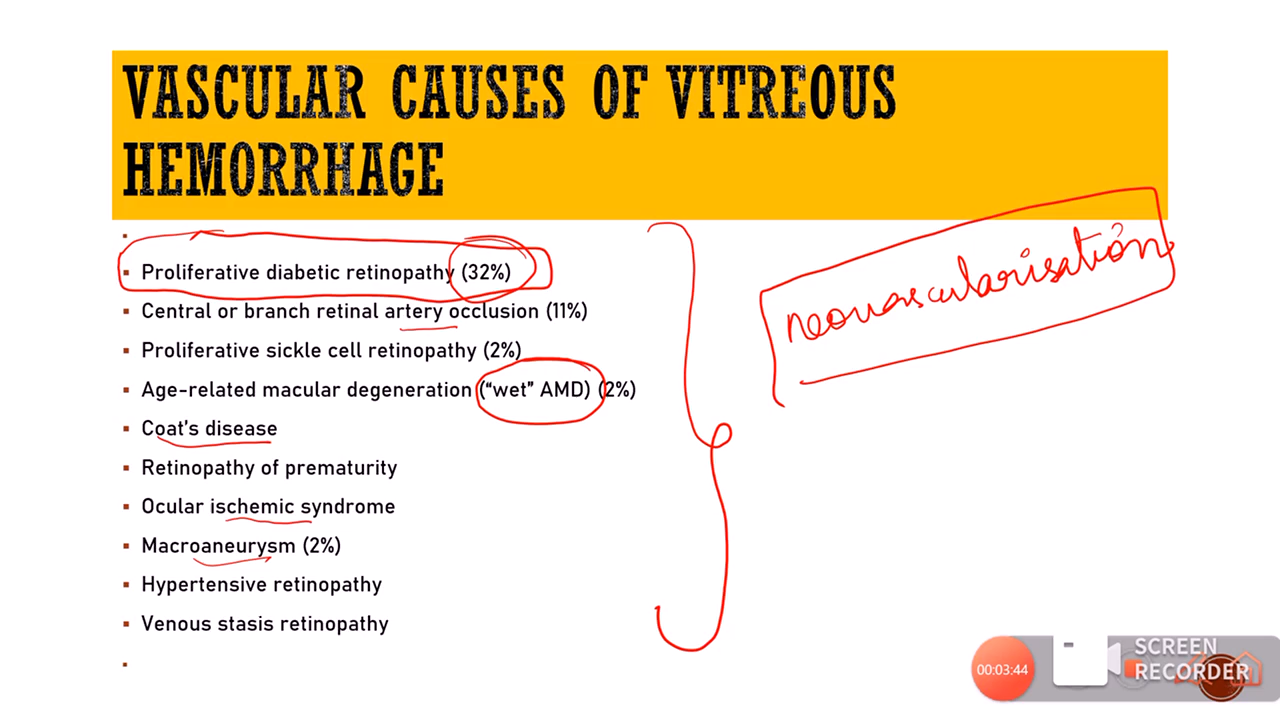 VASCULAR CAUSES OF VITREOUS
HEMORRHAGE
Proliferative diabetic retinopathy (32%)
Central or branch retinal artery occlusion (11%)
Proliferative sickle cell retinopathy (2%)
Age-related macular degeneration (“wet” AMD) (2%)
Coat’s disease
Retinopathy of prematurity
Ocular ischemic syndrome
Macroaneurysm (2%)
Hypertensive retinopathy
Venous stasis retinopathy
neovascularisation
00:03:44
SCREEN
RECORDER